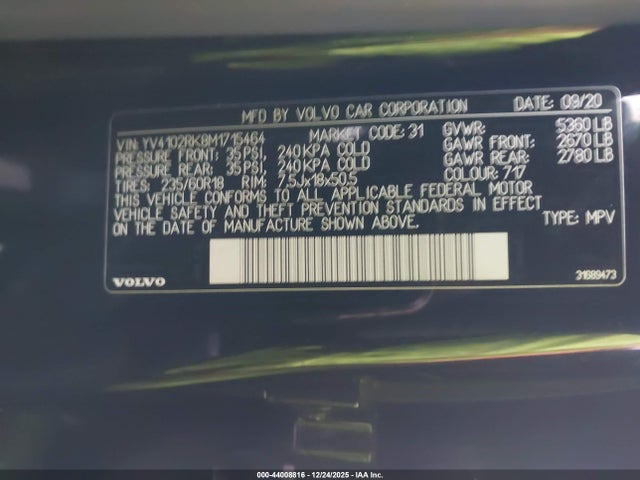 MFD BY VOLVO CAR CORPORATION DATE: 09/20
VIN: YV4102RK8M1715464 MARKET CODE: 31 GVWR: 5360 LB
PRESSURE FRONT: 35 PSI, 240 KPA COLD GAWR FRONT: 2670 LB
PRESSURE REAR: 35 PSI, 240 KPA COLD GAWR REAR: 2780 LB
TIRES: 235/60R18 RIM: 7,5Jx18x50,5 COLOUR: 717
THIS VEHICLE CONFORMS TO ALL APPLICABLE FEDERAL MOTOR
VEHICLE SAFETY AND THEFT PREVENTION STANDARDS IN EFFECT
ON THE DATE OF MANUFACTURE SHOWN ABOVE. TYPE: MPV
VOLVO 31689473
000-44008816 - 12/24/2025 - IAA Inc.